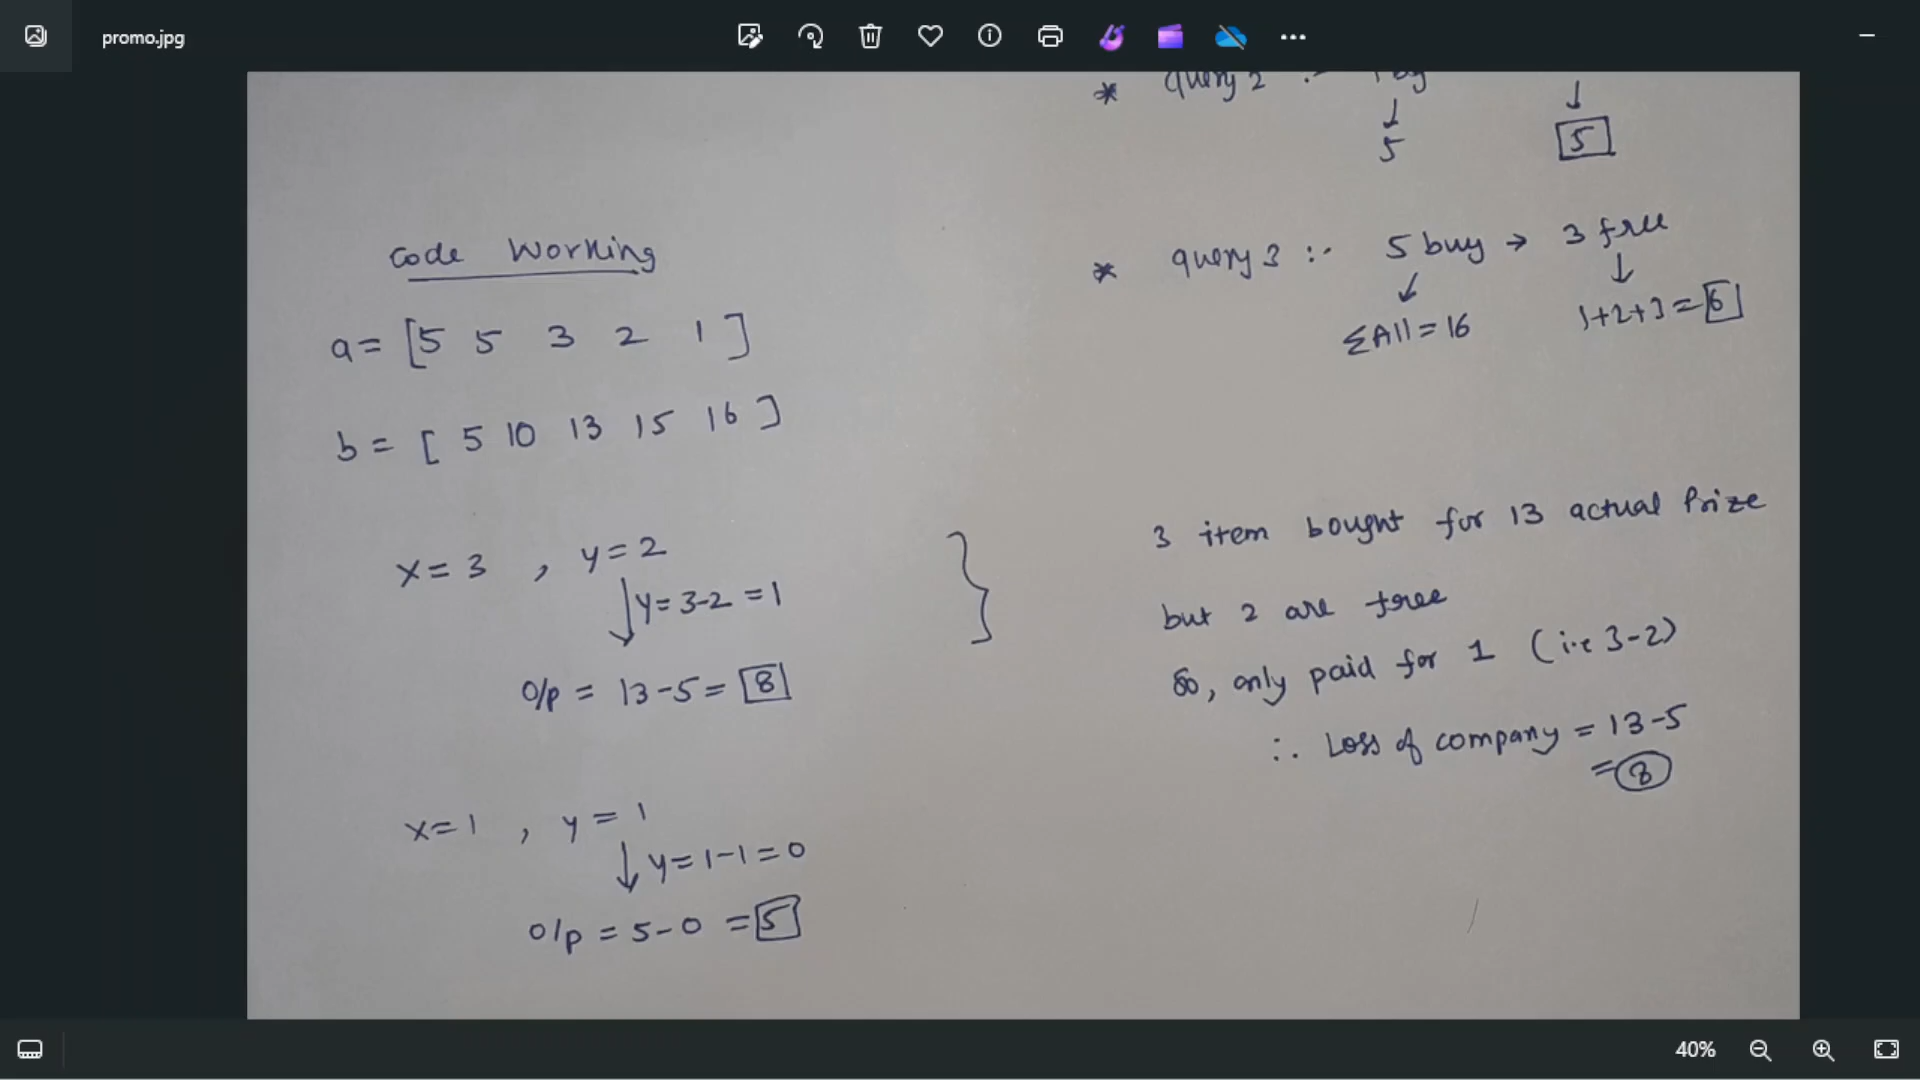 promo.jpg
* query 2 :-
↓ ↓
5 5
Code Working
a = [5 5 3 2 1]
b = [ 5 10 13 15 16 ]
x = 3 , y = 2
↓ y = 3-2 = 1
o/p = 13-5 = 8
x = 1 , y = 1
↓ y = 1-1 = 0
o/p = 5-0 = 5
* query 3 :- 5 buy → 3 free
↓ ↓
ΣAll = 16 1+2+3 = 6
3 item bought for 13 actual Prize
but 2 are free
So, only paid for 1 (i.e 3-2)
∴ Loss of company = 13-5
= 8
40%